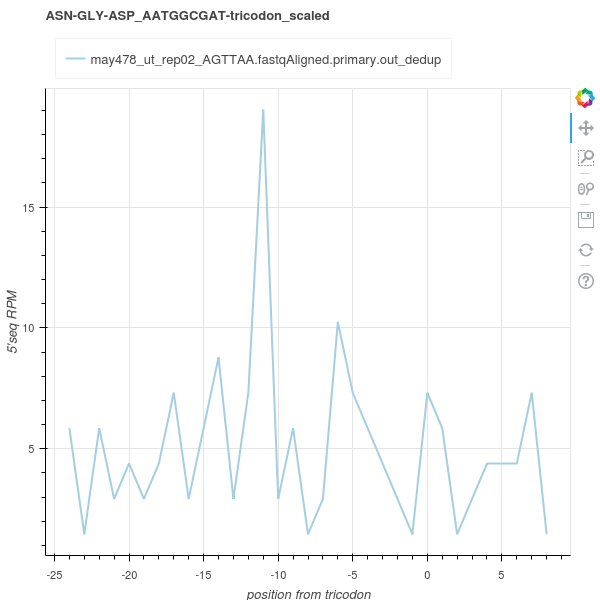 ASN-GLY-ASP_AATGGCGAT-tricodon_scaled
may478_ut_rep02_AGTTAA.fastqAligned.primary.out_dedup
15
10
5
5'seq RPM
-25 -20 -15 -10 -5 0 5
position from tricodon